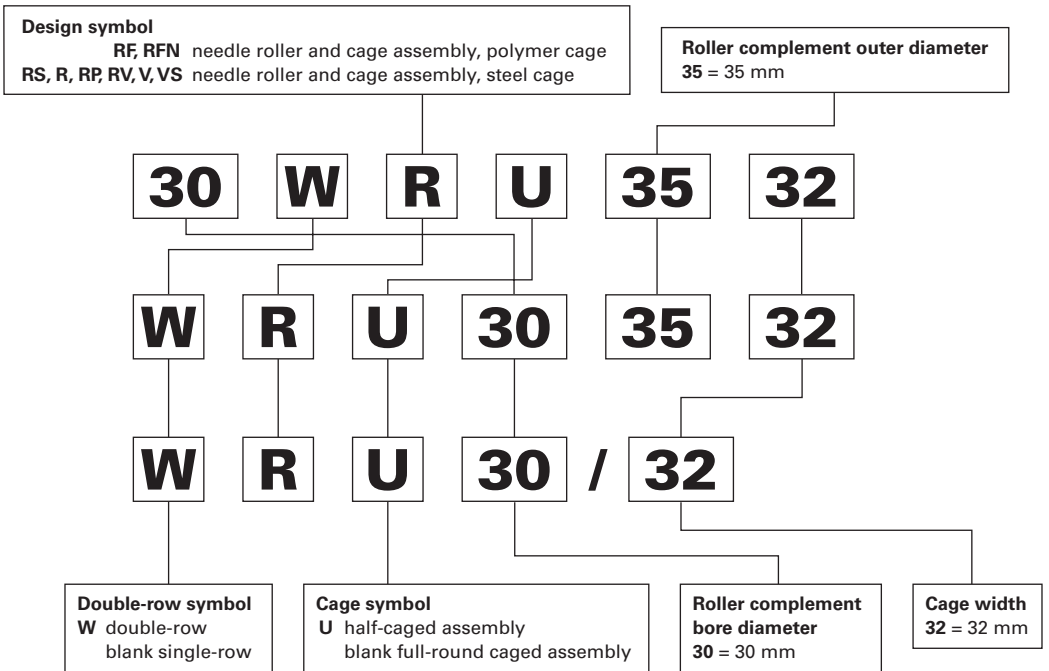 Design symbol
RF, RFN needle roller and cage assembly, polymer cage
RS, R, RP, RV, V, VS needle roller and cage assembly, steel cage
Roller complement outer diameter
35 = 35 mm
30 W R U 35 32
W R U 30 35 32
W R U 30 / 32
Double-row symbol
W double-row
blank single-row
Cage symbol
U half-caged assembly
blank full-round caged assembly
Roller complement
bore diameter
30 = 30 mm
Cage width
32 = 32 mm